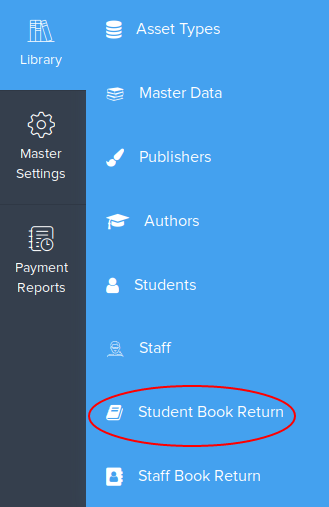 Library
Master
Settings
Payment
Reports
Asset Types
Master Data
Publishers
Authors
Students
Staff
Student Book Return
Staff Book Return